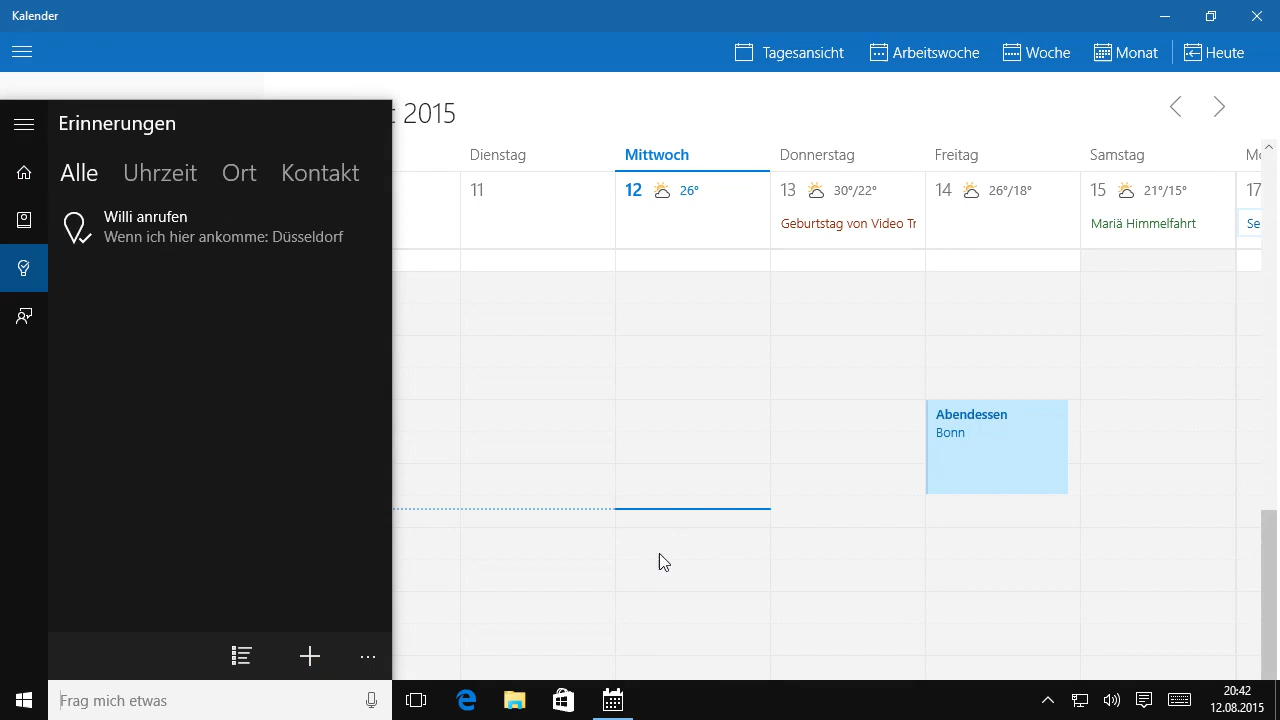 Kalender
Tagesansicht Arbeitswoche Woche Monat Heute
2015
Erinnerungen
Alle Uhrzeit Ort Kontakt
Willi anrufen
Wenn ich hier ankomme: Düsseldorf
Dienstag Mittwoch Donnerstag Freitag Samstag
11 12 26° 13 30°/22° 14 26°/18° 15 21°/15° 17
Geburtstag von Video Mariä Himmelfahrt
Abendessen
Bonn
Frag mich etwas
20:42
12.08.2015